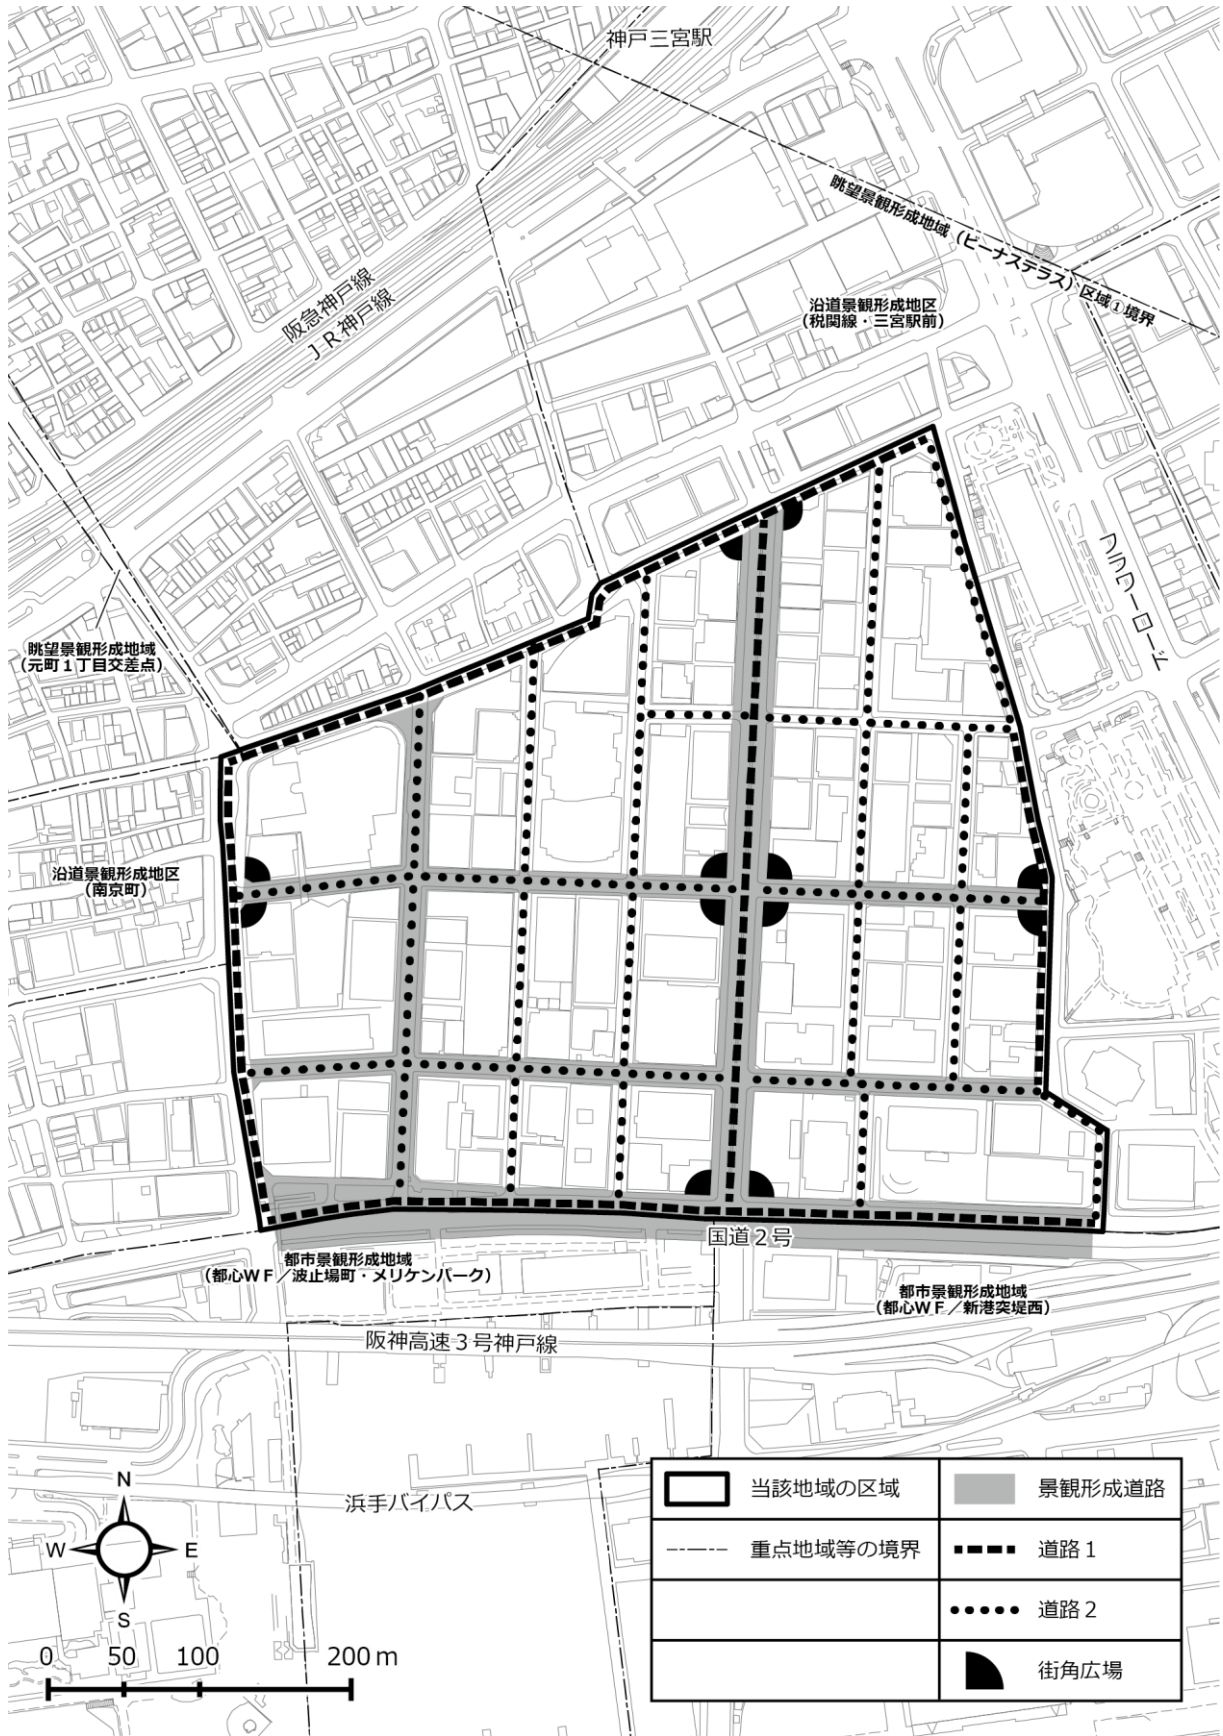 神戸三宮駅
眺望景観形成地域（ビーナステラス）区域①境界
阪急神戸線
ＪＲ神戸線
沿道景観形成地区
（税関線・三宮駅前）
フラワーロード
眺望景観形成地域
（元町１丁目交差点）
沿道景観形成地区
（南京町）
国道２号
都市景観形成地域
（都心ＷＦ／波止場町・メリケンパーク）
都市景観形成地域
（都心ＷＦ／新港突堤西）
阪神高速３号神戸線
浜手バイパス
N
W
E
S
0 50 100 200 m
当該地域の区域
景観形成道路
重点地域等の境界
道路１
道路２
街角広場